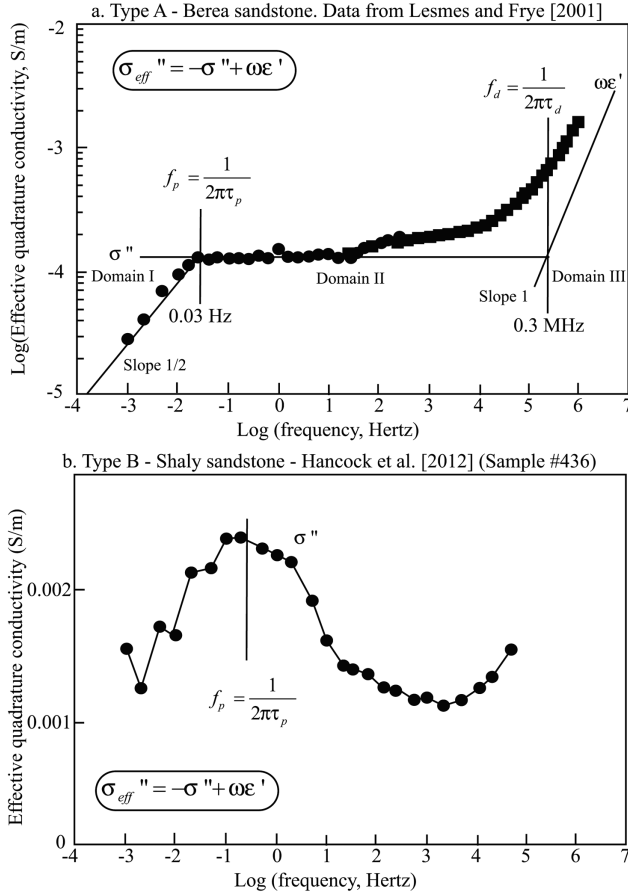 a. Type A - Berea sandstone. Data from Lesmes and Frye [2001]
Log(Effective quadrature conductivity, S/m)
-2
-3
-4
-5
σeff" = -σ" + ωε'
fp = 1/2πτp
fd = 1/2πτd
ωε'
σ"
Domain I
Domain II
Domain III
Slope 1
0.03 Hz
0.3 MHz
Slope 1/2
-4 -3 -2 -1 0 1 2 3 4 5 6 7
Log (frequency, Hertz)
b. Type B - Shaly sandstone - Hancock et al. [2012] (Sample #436)
Effective quadrature conductivity (S/m)
0.002
0.001
0
σ"
fp = 1/2πτp
σeff" = -σ" + ωε'
-4 -3 -2 -1 0 1 2 3 4 5 6 7
Log (frequency, Hertz)